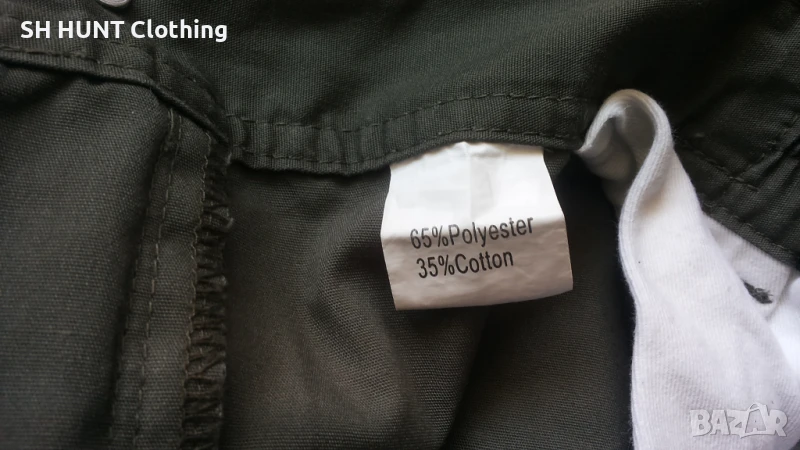 SH HUNT Clothing
65%Polyester
35%Cotton
BAZAR